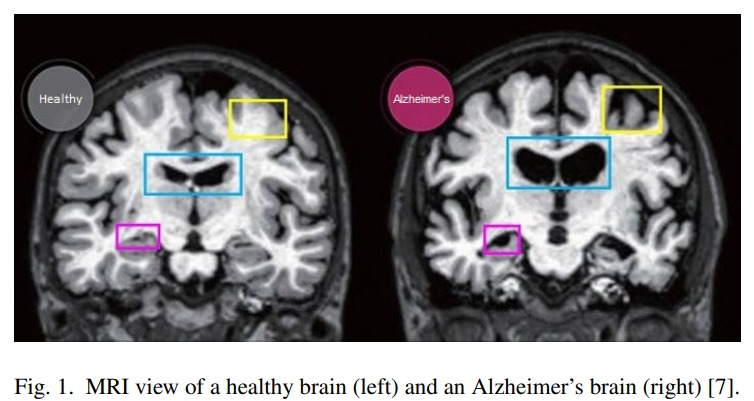 Healthy
Alzheimer's
Fig. 1. MRI view of a healthy brain (left) and an Alzheimer's brain (right) [7].